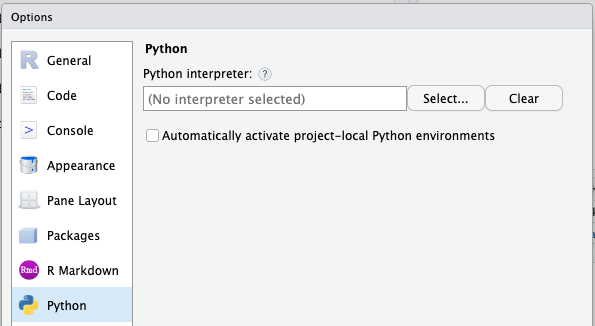 Options
General
Code
Console
Appearance
Pane Layout
Packages
R Markdown
Python
Python
Python interpreter: ?
(No interpreter selected)
Select...
Clear
Automatically activate project-local Python environments